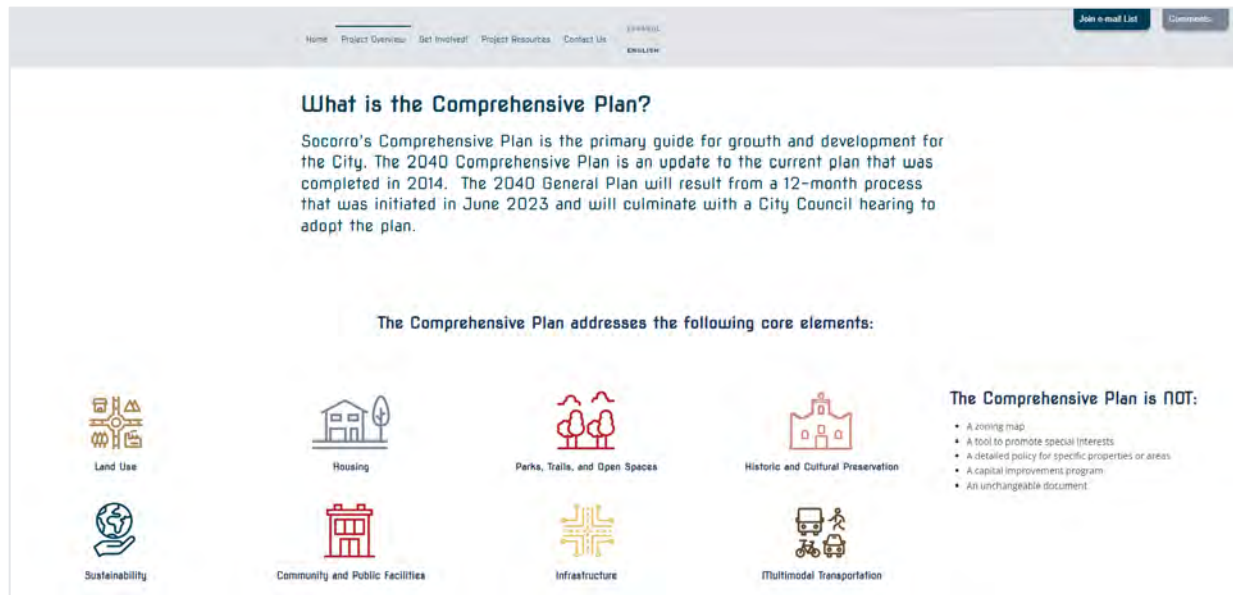 Join e-mail List
Comments
ESPAÑOL
Home Project Overview Get Involved! Project Resources Contact Us
ENGLISH
What is the Comprehensive Plan?
Socorro's Comprehensive Plan is the primary guide for growth and development for
the City. The 2040 Comprehensive Plan is an update to the current plan that was
completed in 2014. The 2040 General Plan will result from a 12-month process
that was initiated in June 2023 and will culminate with a City Council hearing to
adopt the plan.
The Comprehensive Plan addresses the following core elements:
Land Use
Housing
Parks, Trails, and Open Spaces
Historic and Cultural Preservation
Sustainability
Community and Public Facilities
Infrastructure
Multimodal Transportation
The Comprehensive Plan is NOT:
• A zoning map
• A tool to promote special interests
• A detailed policy for specific properties or areas
• A capital improvement program
• An unchangeable document